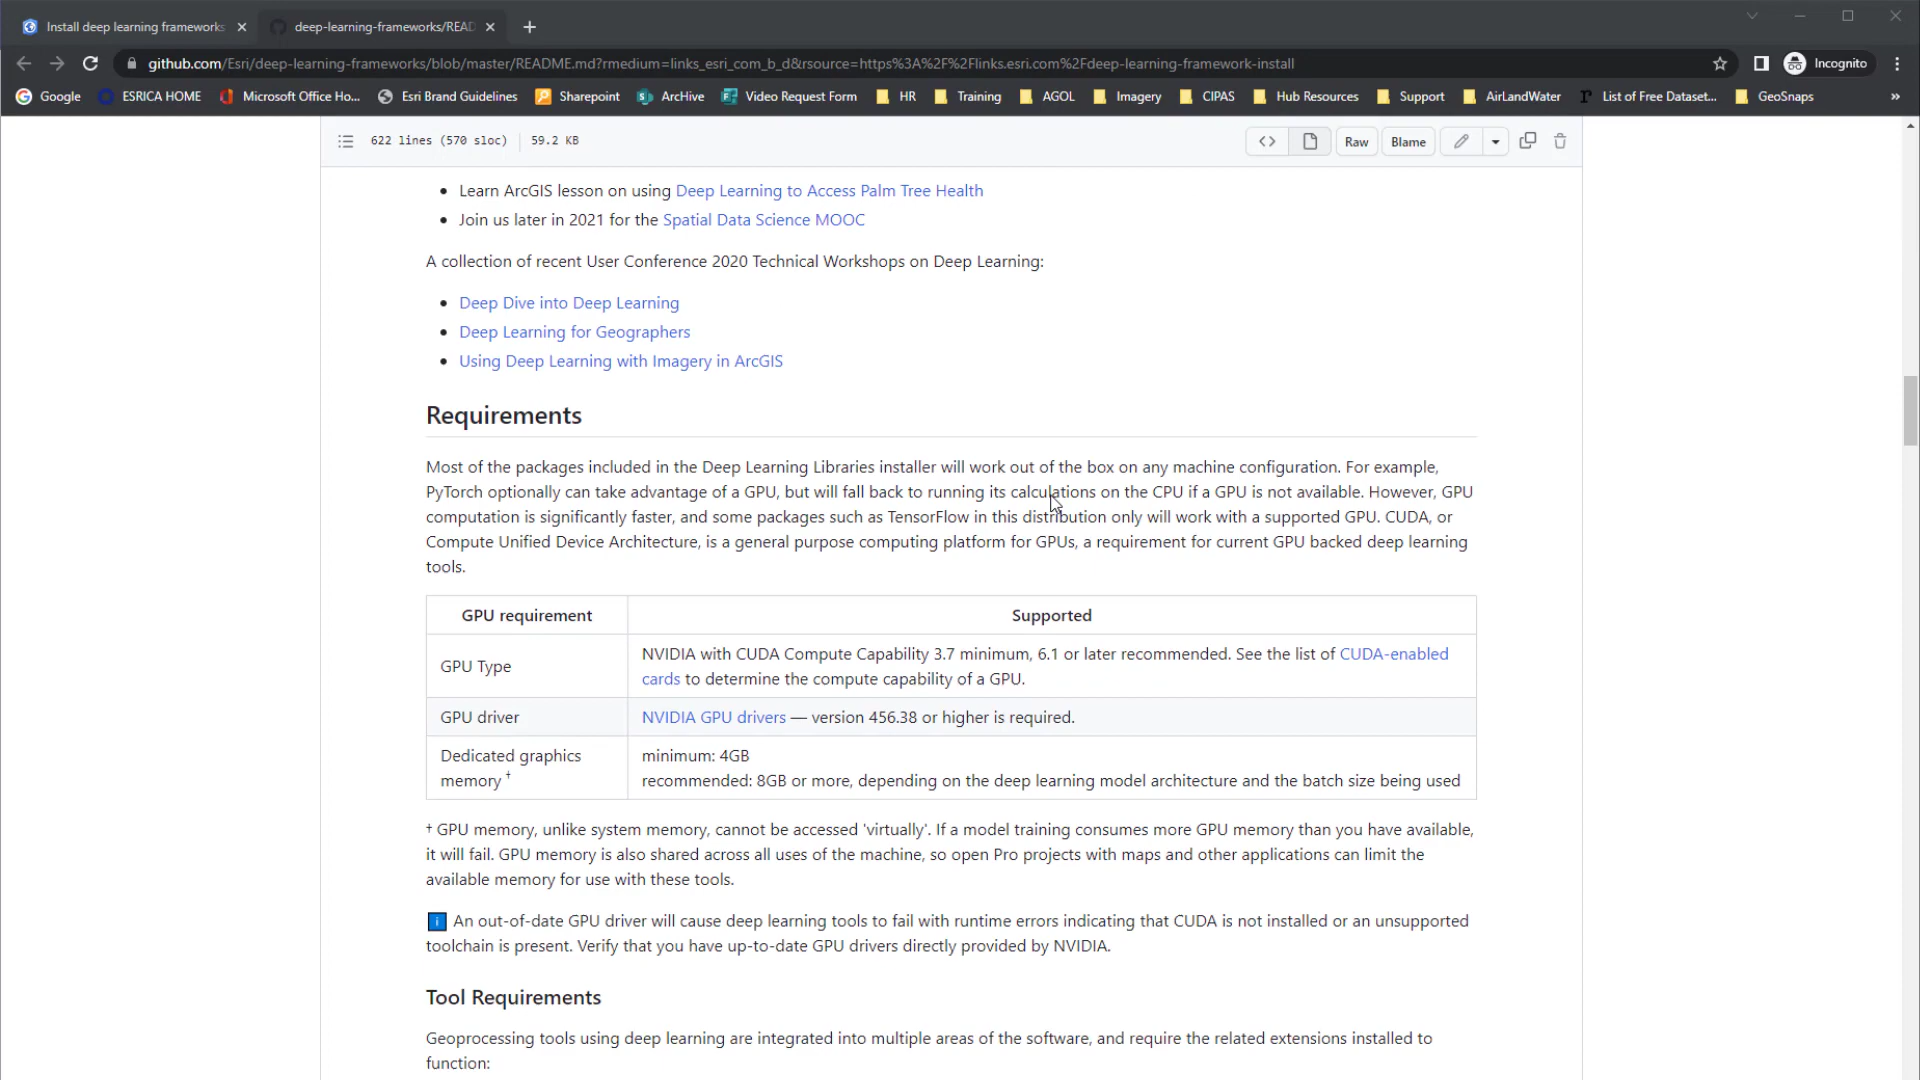 Install deep learning frameworks
deep-learning-frameworks/READ
github.com/Esri/deep-learning-frameworks/blob/master/README.md?rmedium=links_esri_com_b_d&rsource=https%3A%2F%2Flinks.esri.com%2Fdeep-learning-framework-install
Incognito
Google ESRICA HOME Microsoft Office Ho... Esri Brand Guidelines Sharepoint ArcHive Video Request Form HR Training AGOL Imagery CIPAS Hub Resources Support AirLandWater List of Free Dataset... GeoSnaps »
622 lines (570 sloc) 59.2 KB
<> Raw Blame
• Learn ArcGIS lesson on using Deep Learning to Access Palm Tree Health
• Join us later in 2021 for the Spatial Data Science MOOC
A collection of recent User Conference 2020 Technical Workshops on Deep Learning:
• Deep Dive into Deep Learning
• Deep Learning for Geographers
• Using Deep Learning with Imagery in ArcGIS
Requirements
Most of the packages included in the Deep Learning Libraries installer will work out of the box on any machine configuration. For example,
PyTorch optionally can take advantage of a GPU, but will fall back to running its calculations on the CPU if a GPU is not available. However, GPU
computation is significantly faster, and some packages such as TensorFlow in this distribution only will work with a supported GPU. CUDA, or
Compute Unified Device Architecture, is a general purpose computing platform for GPUs, a requirement for current GPU backed deep learning
tools.
GPU requirement Supported
GPU Type
NVIDIA with CUDA Compute Capability 3.7 minimum, 6.1 or later recommended. See the list of CUDA-enabled
cards to determine the compute capability of a GPU.
GPU driver NVIDIA GPU drivers — version 456.38 or higher is required.
Dedicated graphics
memory †
minimum: 4GB
recommended: 8GB or more, depending on the deep learning model architecture and the batch size being used
† GPU memory, unlike system memory, cannot be accessed 'virtually'. If a model training consumes more GPU memory than you have available,
it will fail. GPU memory is also shared across all uses of the machine, so open Pro projects with maps and other applications can limit the
available memory for use with these tools.
i An out-of-date GPU driver will cause deep learning tools to fail with runtime errors indicating that CUDA is not installed or an unsupported
toolchain is present. Verify that you have up-to-date GPU drivers directly provided by NVIDIA.
Tool Requirements
Geoprocessing tools using deep learning are integrated into multiple areas of the software, and require the related extensions installed to
function: